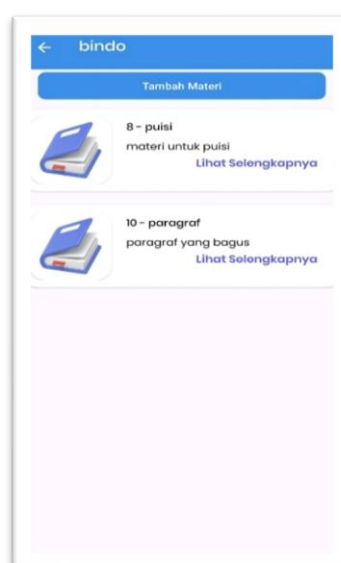 bindo
Tambah Materi
8 - puisi
materi untuk puisi
Lihat Selengkapnya
10 - paragraf
paragraf yang bagus
Lihat Selengkapnya